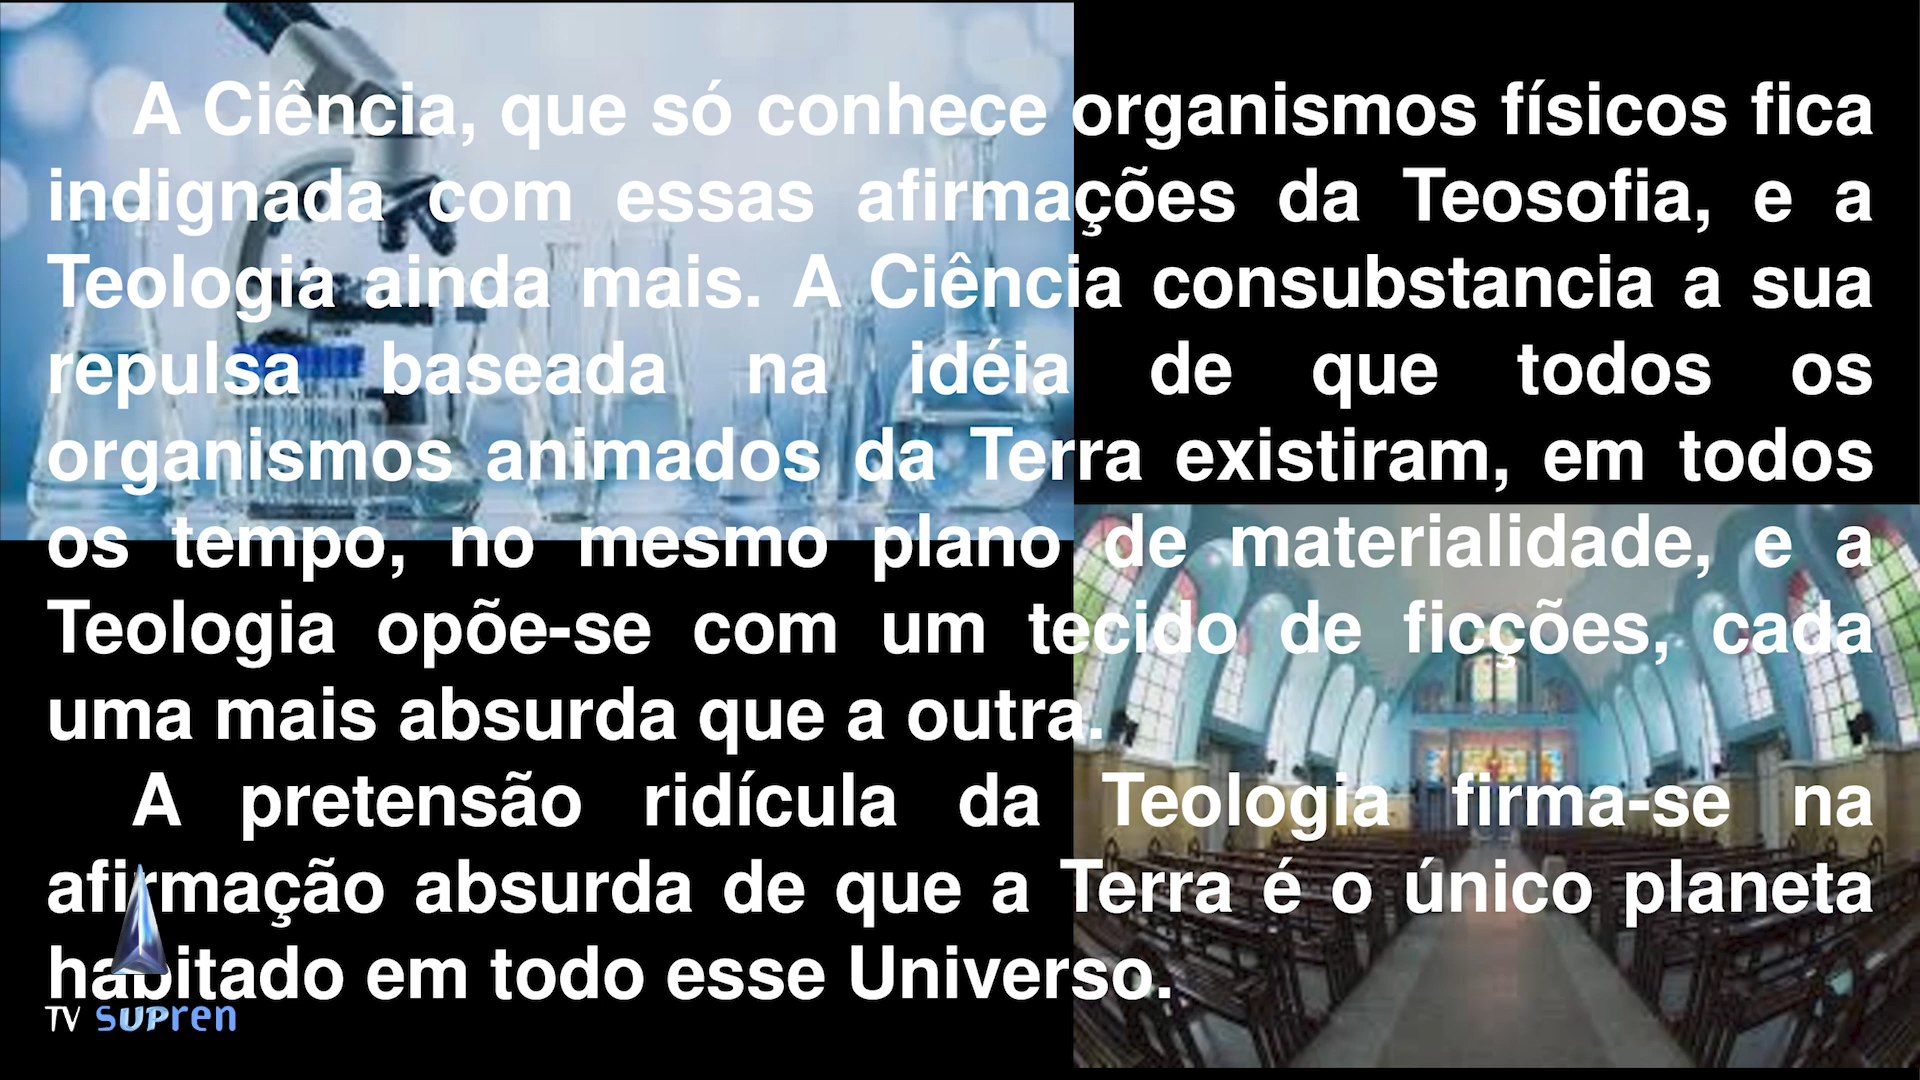 A Ciência, que só conhece organismos físicos fica
indignada com essas afirmações da Teosofia, e a
Teologia ainda mais. A Ciência consubstancia a sua
repulsa baseada na idéia de que todos os
organismos animados da Terra existiram, em todos
os tempo, no mesmo plano de materialidade, e a
Teologia opõe-se com um tecido de ficções, cada
uma mais absurda que a outra.
A pretensão ridícula da Teologia firma-se na
afirmação absurda de que a Terra é o único planeta
habitado em todo esse Universo.
TV SUPren